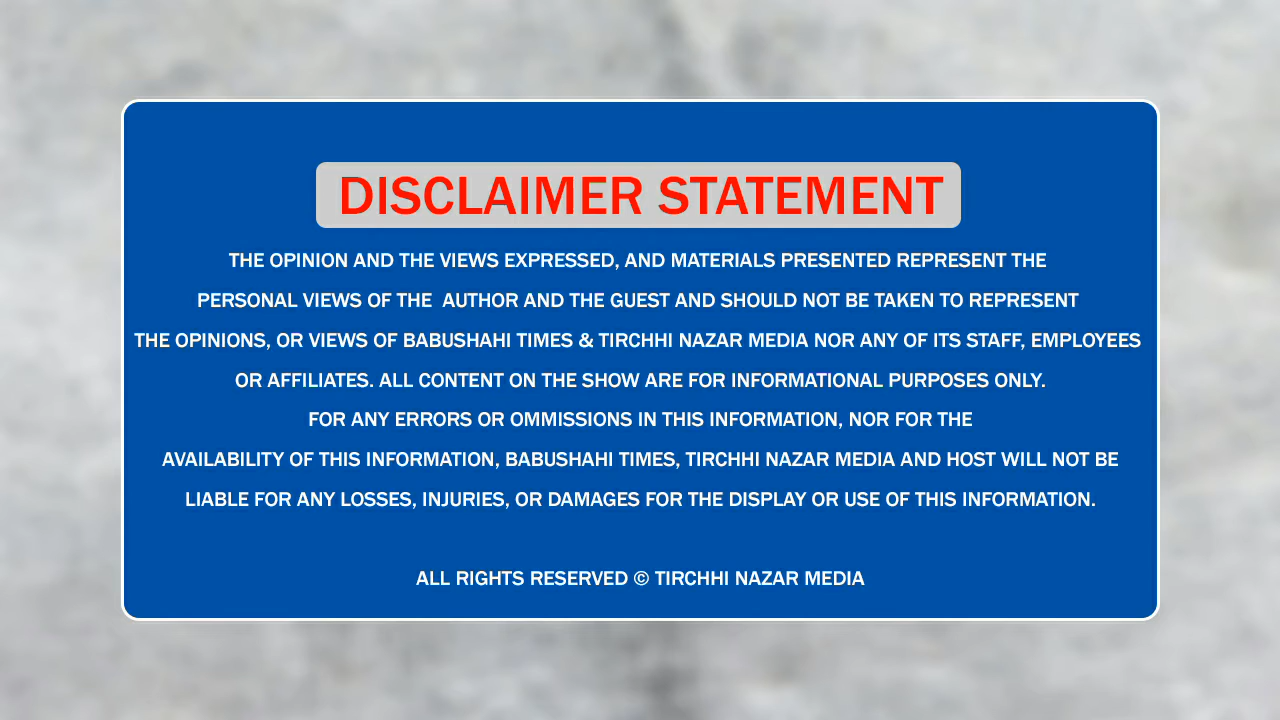 DISCLAIMER STATEMENT
THE OPINION AND THE VIEWS EXPRESSED, AND MATERIALS PRESENTED REPRESENT THE
PERSONAL VIEWS OF THE  AUTHOR AND THE GUEST AND SHOULD NOT BE TAKEN TO REPRESENT
THE OPINIONS, OR VIEWS OF BABUSHAHI TIMES & TIRCHHI NAZAR MEDIA NOR ANY OF ITS STAFF, EMPLOYEES
OR AFFILIATES. ALL CONTENT ON THE SHOW ARE FOR INFORMATIONAL PURPOSES ONLY.
FOR ANY ERRORS OR OMMISSIONS IN THIS INFORMATION, NOR FOR THE
AVAILABILITY OF THIS INFORMATION, BABUSHAHI TIMES, TIRCHHI NAZAR MEDIA AND HOST WILL NOT BE
LIABLE FOR ANY LOSSES, INJURIES, OR DAMAGES FOR THE DISPLAY OR USE OF THIS INFORMATION.
ALL RIGHTS RESERVED © TIRCHHI NAZAR MEDIA